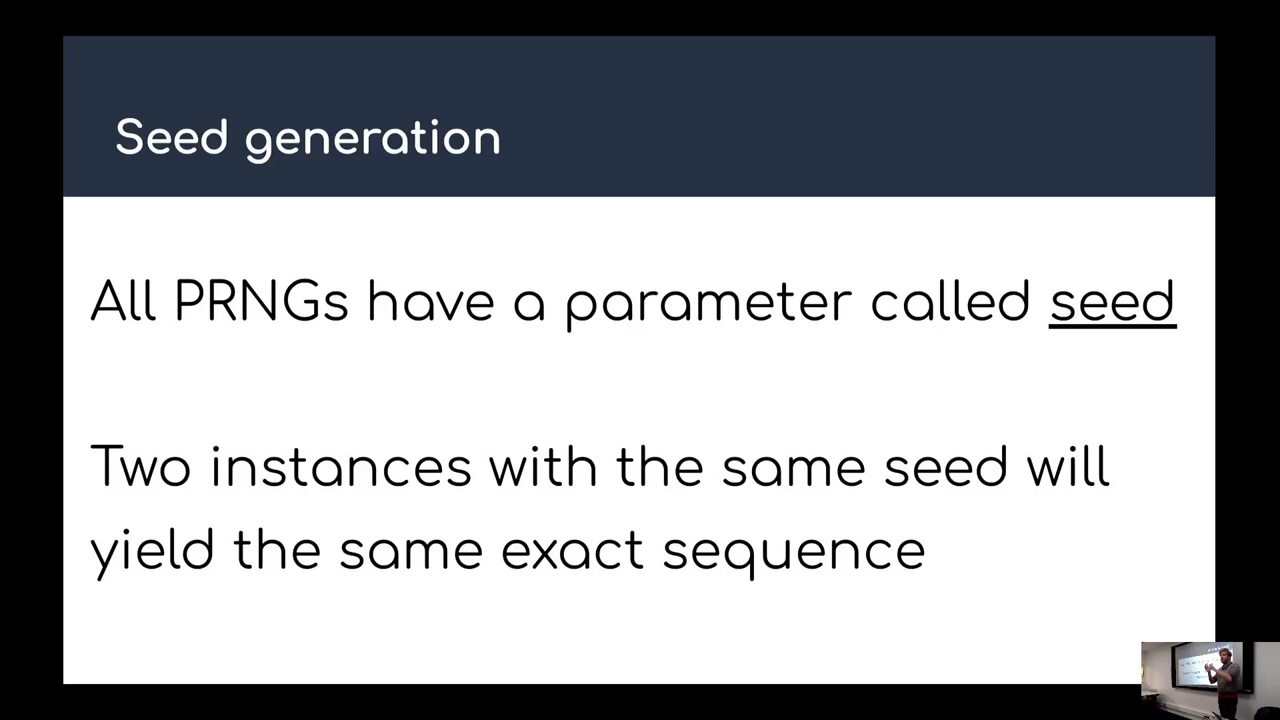 Seed generation
All PRNGs have a parameter called seed
Two instances with the same seed will
yield the same exact sequence